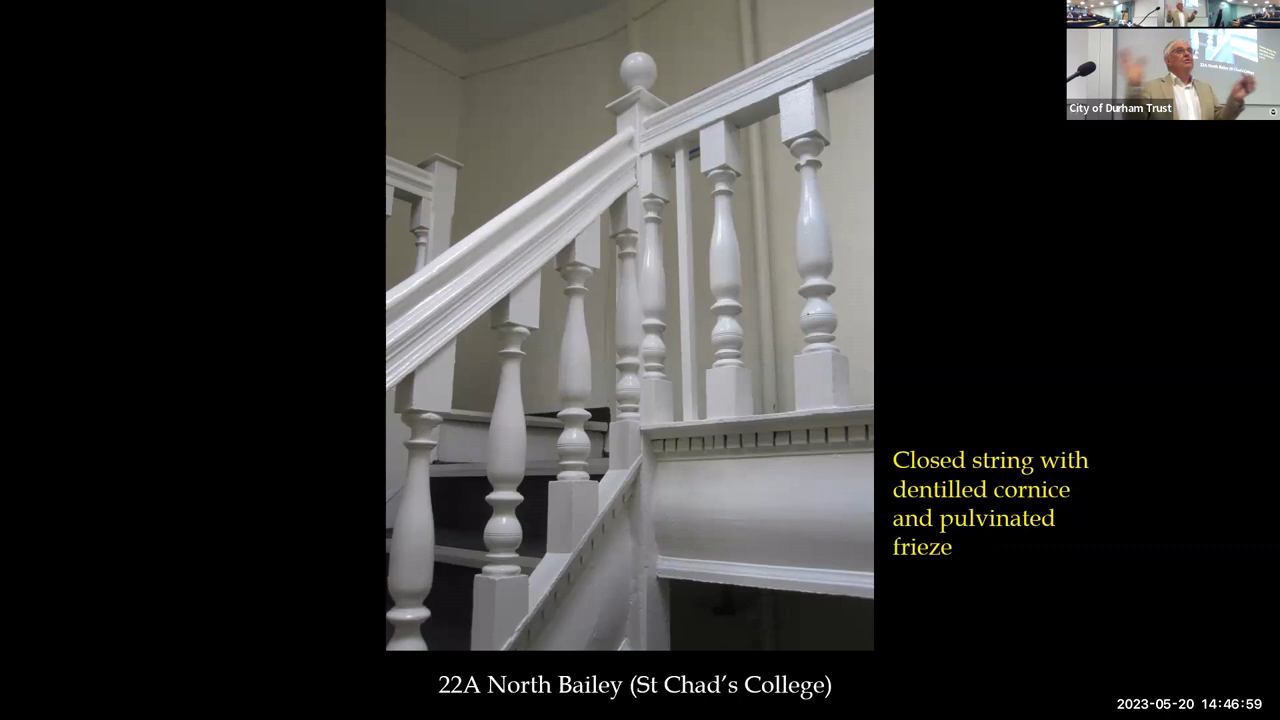 City of Durham Trust
Closed string with
dentilled cornice
and pulvinated
frieze
22A North Bailey (St Chad’s College)
2023-05-20 14:46:59